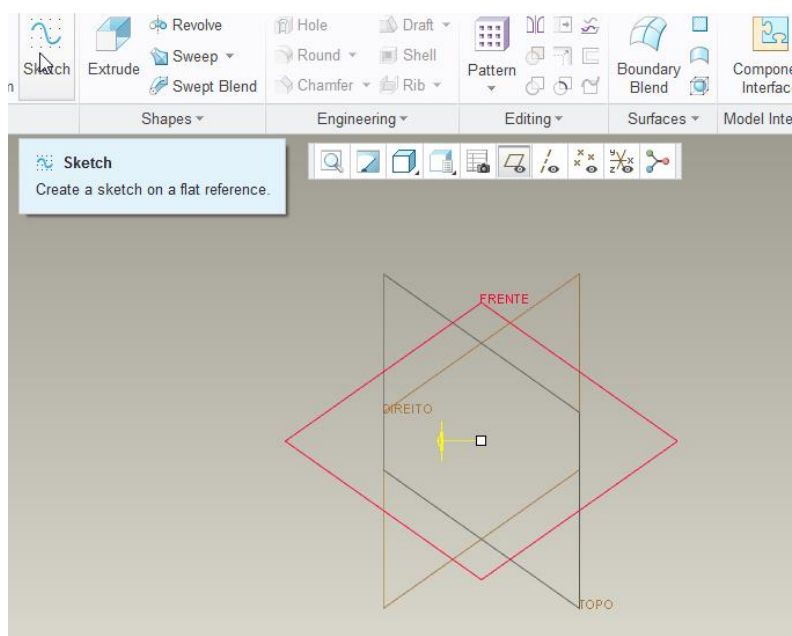 Revolve
Hole
Draft
Sketch
Extrude
Sweep
Round
Shell
Pattern
Boundary
Blend
Swept Blend
Chamfer
Rib
Shapes
Engineering
Editing
Surfaces
Model Inte
Compone
Interfac
Sketch
Create a sketch on a flat reference.
FRENTE
DIREITO
TOPO